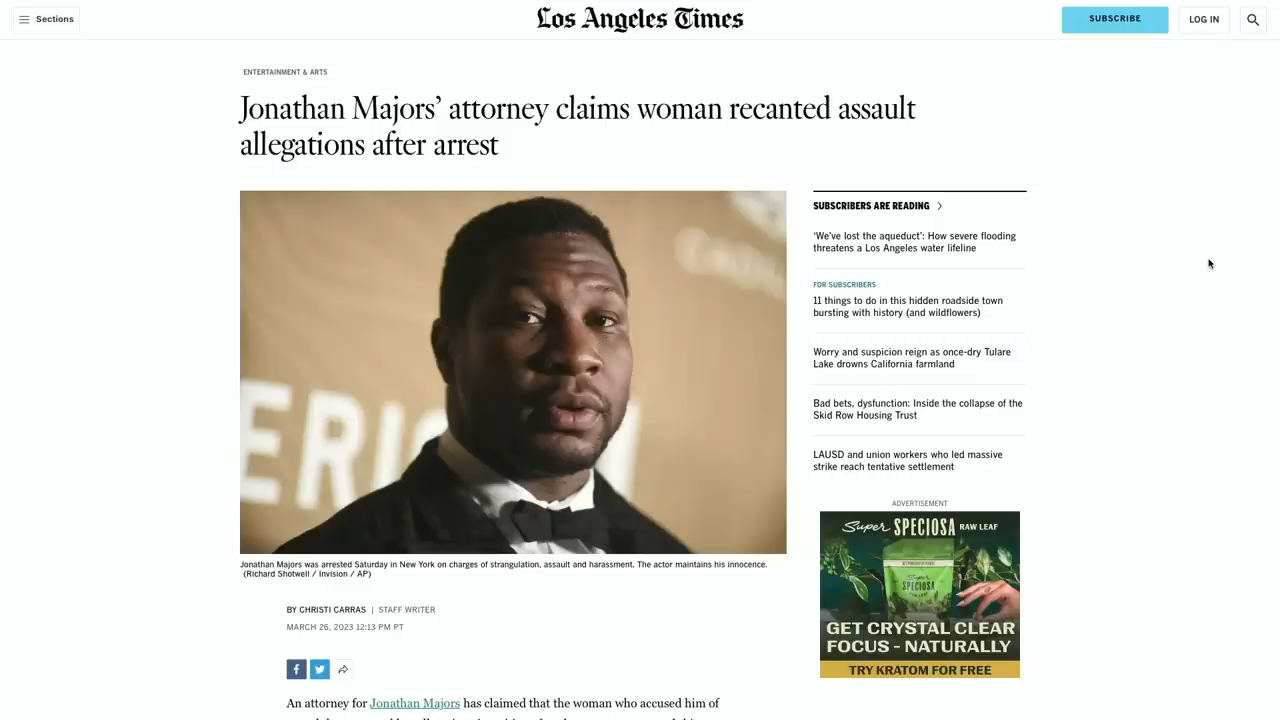 Sections
Los Angeles Times
SUBSCRIBE
LOG IN
ENTERTAINMENT & ARTS
Jonathan Majors’ attorney claims woman recanted assault
allegations after arrest
ERIC
Jonathan Majors was arrested Saturday in New York on charges of strangulation, assault and harassment. The actor maintains his innocence.
(Richard Shotwell / Invision / AP)
BY CHRISTI CARRAS | STAFF WRITER
MARCH 26, 2023 12:13 PM PT
An attorney for Jonathan Majors has claimed that the woman who accused him of
SUBSCRIBERS ARE READING
‘We’ve lost the aqueduct’: How severe flooding
threatens a Los Angeles water lifeline
FOR SUBSCRIBERS
11 things to do in this hidden roadside town
bursting with history (and wildflowers)
Worry and suspicion reign as once-dry Tulare
Lake drowns California farmland
Bad bets, dysfunction: Inside the collapse of the
Skid Row Housing Trust
LAUSD and union workers who led massive
strike reach tentative settlement
ADVERTISEMENT
Super SPECIOSA RAW LEAF
Super
SPECIOSA
GET CRYSTAL CLEAR
FOCUS - NATURALLY
TRY KRATOM FOR FREE